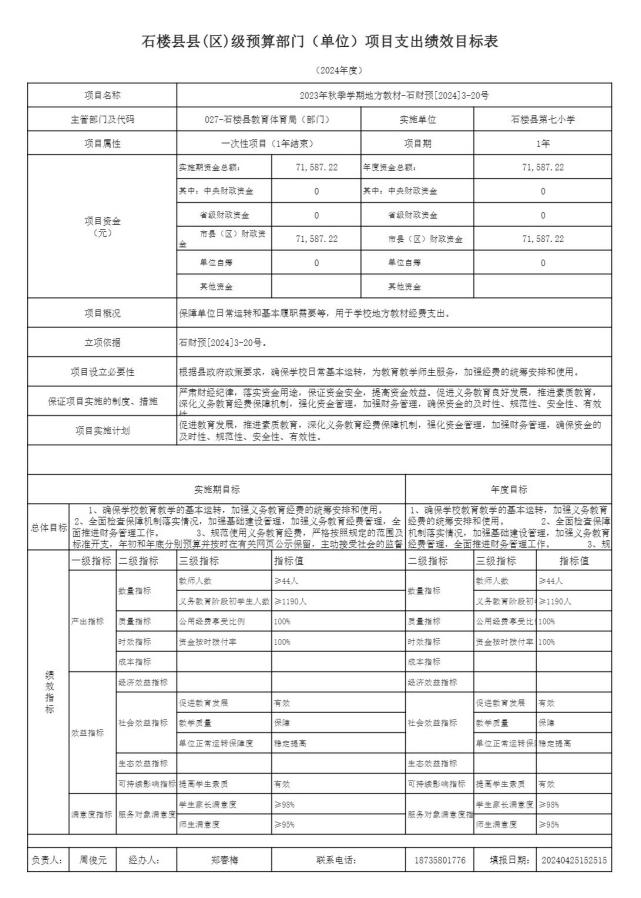 石楼县县(区)级预算部门（单位）项目支出绩效目标表
（2024年度）
项目名称 2023年秋季学期地方教材-石财预[2024]3-20号
主管部门及代码 027-石楼县教育体育局（部门） 实施单位 石楼县第七小学
项目属性 一次性项目（1年结束） 项目期 1年
项目资金
（元）
实施期资金总额: 71,587.22 年度资金总额: 71,587.22
其中: 中央财政资金 0 其中: 中央财政资金 0
省级财政资金 0 省级财政资金 0
市县（区）财政资
金 71,587.22 市县（区）财政资金 71,587.22
单位自筹 0 单位自筹 0
其他资金 其他资金
项目概况 保障单位日常运转和基本履职需要等，用于学校地方教材经费支出。
立项依据 石财预[2024]3-20号。
项目设立必要性 根据县政府政策要求，确保学校日常基本运转，为教育教学师生服务，加强经费的统筹安排和使用。
保证项目实施的制度、措施 严肃财经纪律，落实资金用途，保证资金安全，提高资金效益。促进义务教育良好发展，推进素质教育，
深化义务教育经费保障机制，强化资金管理，加强财务管理，确保资金的及时性、规范性、安全性、有效
项目实施计划 促进教育发展，推进素质教育，深化义务教育经费保障机制，强化资金管理，加强财务管理，确保资金的
及时性、规范性、安全性、有效性。
实施期目标 年度目标
总体目标
1、确保学校教育教学的基本运转，加强义务教育经费的统筹安排和使用。
2、全面检查保障机制落实情况，加强基础建设管理，加强义务教育经费管理，全
面推进财务管理工作。 3、规范使用义务教育经费，严格按照规定的范围及
标准开支，年初和年底分别预算并按时在有关网页公示保留，主动接受社会的监督
1、确保学校教育教学的基本运转，加强义务教育
经费的统筹安排和使用。 2、全面检查保障
机制落实情况，加强基础建设管理，加强义务教育
经费管理，全面推进财务管理工作。 3、规
绩效指标
一级指标 二级指标 三级指标 指标值 二级指标 三级指标 指标值
产出指标 数量指标 教师人数 ≥44人 数量指标 教师人数 ≥44人
义务教育阶段初学生人数 ≥1190人 义务教育阶段初 ≥1190人
质量指标 公用经费享受比例 100% 质量指标 公用经费享受比 100%
时效指标 资金按时拨付率 100% 时效指标 资金按时拨付率 100%
成本指标 成本指标
效益指标 经济效益指标 经济效益指标
社会效益指标 促进教育发展 有效 社会效益指标 促进教育发展 有效
教学质量 保障 教学质量 保障
单位正常运转保障度 稳定提高 单位正常运转保 稳定提高
生态效益指标 生态效益指标
可持续影响指标 提高学生素质 有效 可持续影响指标 提高学生素质 有效
满意度指标 服务对象满意度 学生家长满意度 ≥98% 服务对象满意度指 学生家长满意度 ≥98%
师生满意度 ≥95% 师生满意度 ≥95%
负责人: 周俊元 经办人: 郑春梅 联系电话: 18735801776 填报日期: 20240425152515